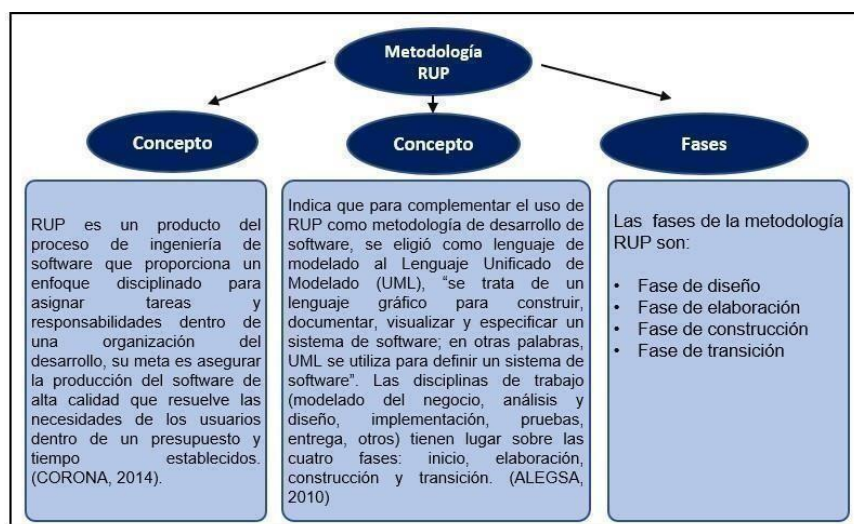 Metodología
RUP
Concepto
RUP es un producto del
proceso de ingeniería de
software que proporciona un
enfoque disciplinado para
asignar tareas y
responsabilidades dentro de
una organización del
desarrollo, su meta es asegurar
la producción del software de
alta calidad que resuelve las
necesidades de los usuarios
dentro de un presupuesto y
tiempo establecidos.
(CORONA, 2014).
Concepto
Indica que para complementar el uso de
RUP como metodología de desarrollo de
software, se eligió como lenguaje de
modelado al Lenguaje Unificado de
Modelado (UML), “se trata de un
lenguaje gráfico para construir,
documentar, visualizar y especificar un
sistema de software; en otras palabras,
UML se utiliza para definir un sistema de
software”. Las disciplinas de trabajo
(modelado del negocio, análisis y
diseño, implementación, pruebas,
entrega, otros) tienen lugar sobre las
cuatro fases: inicio, elaboración,
construcción y transición. (ALEGSA,
2010)
Fases
Las fases de la metodología
RUP son:
• Fase de diseño
• Fase de elaboración
• Fase de construcción
• Fase de transición